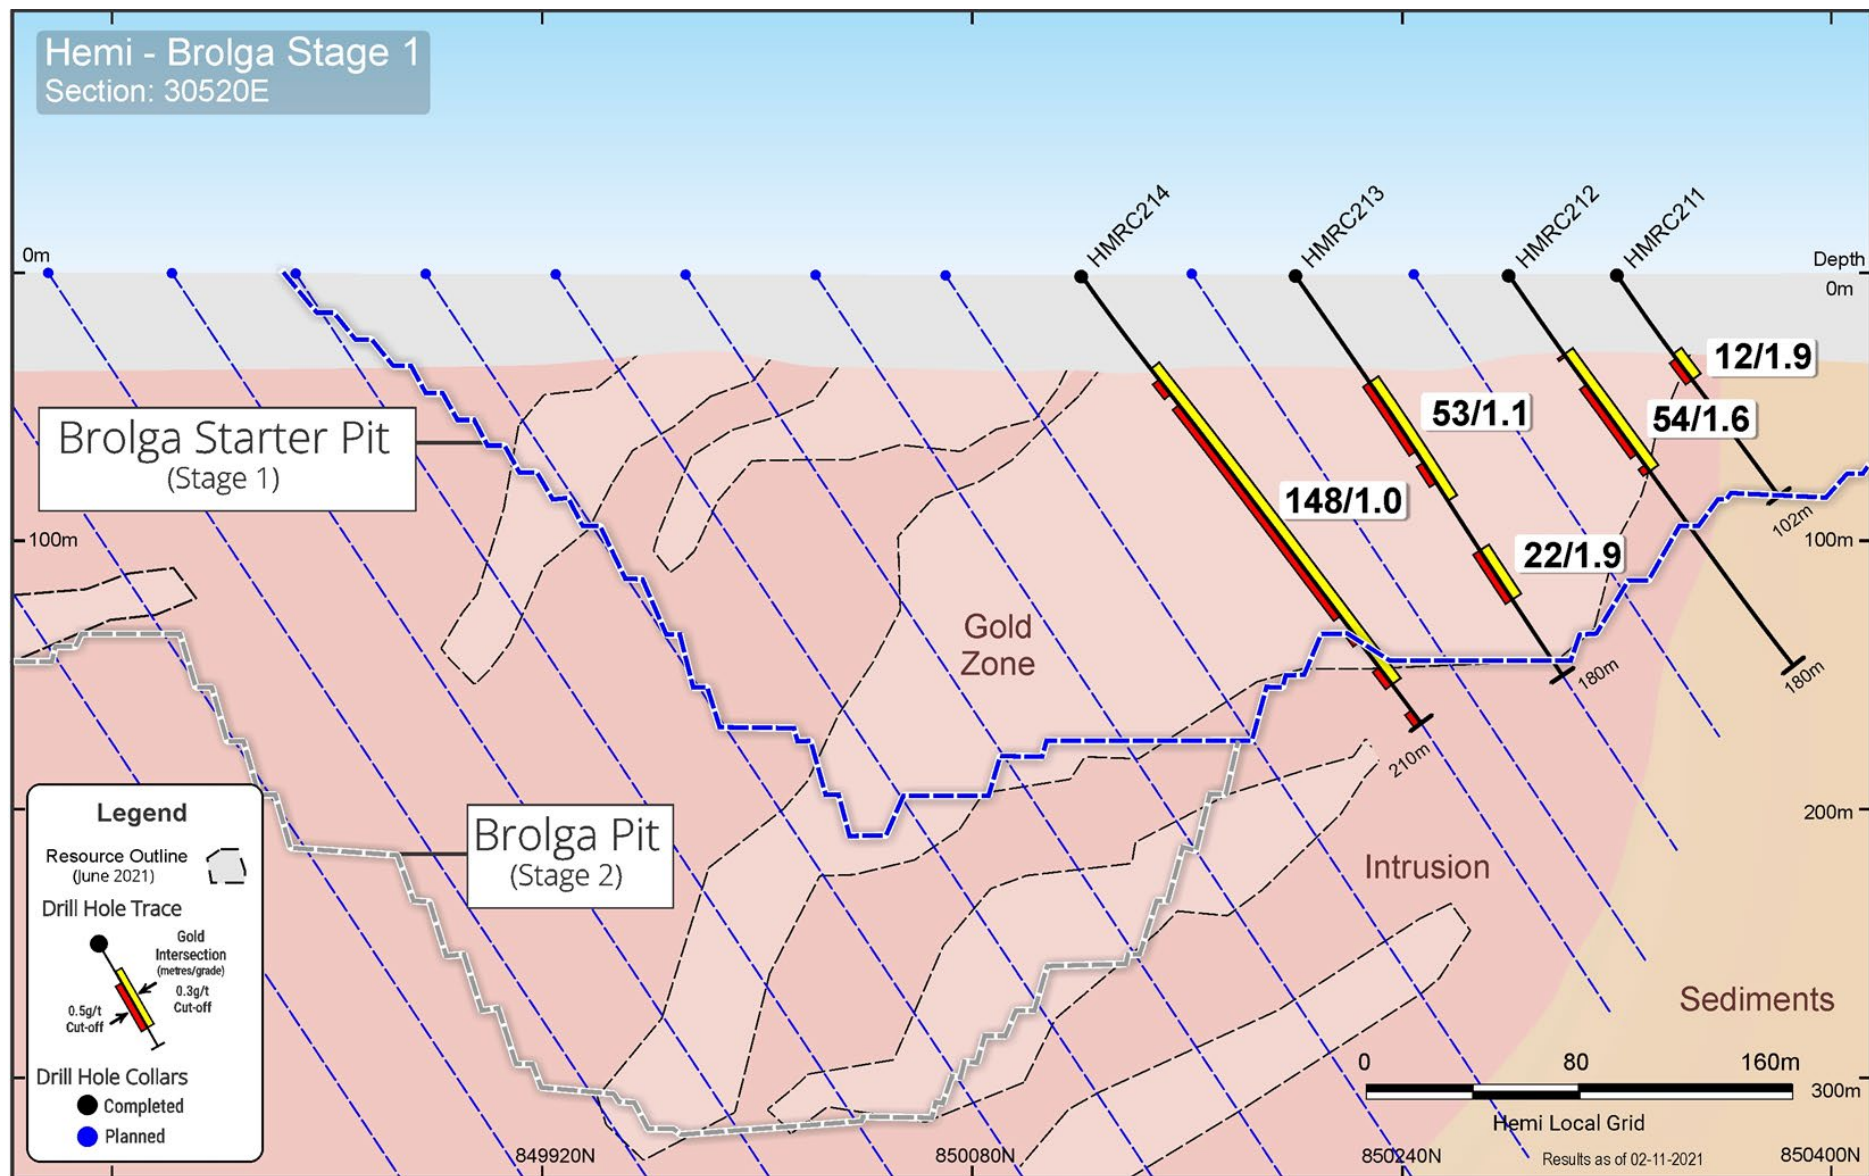 Hemi - Brolga Stage 1
Section: 30520E
HMRC214
HMRC213
HMRC212
HMRC211
0m
Depth
0m
12/1.9
54/1.6
53/1.1
148/1.0
22/1.9
Brolga Starter Pit
(Stage 1)
100m
100m
102m
180m
180m
210m
Gold
Zone
Brolga Pit
(Stage 2)
200m
Intrusion
Sediments
Legend
Resource Outline
(June 2021)
Drill Hole Trace
Gold
Intersection
(metres/grade)
0.3g/t
Cut-off
0.5g/t
Cut-off
Drill Hole Collars
Completed
Planned
0 80 160m
300m
Hemi Local Grid
849920N
850080N
850240N
850400N
Results as of 02-11-2021